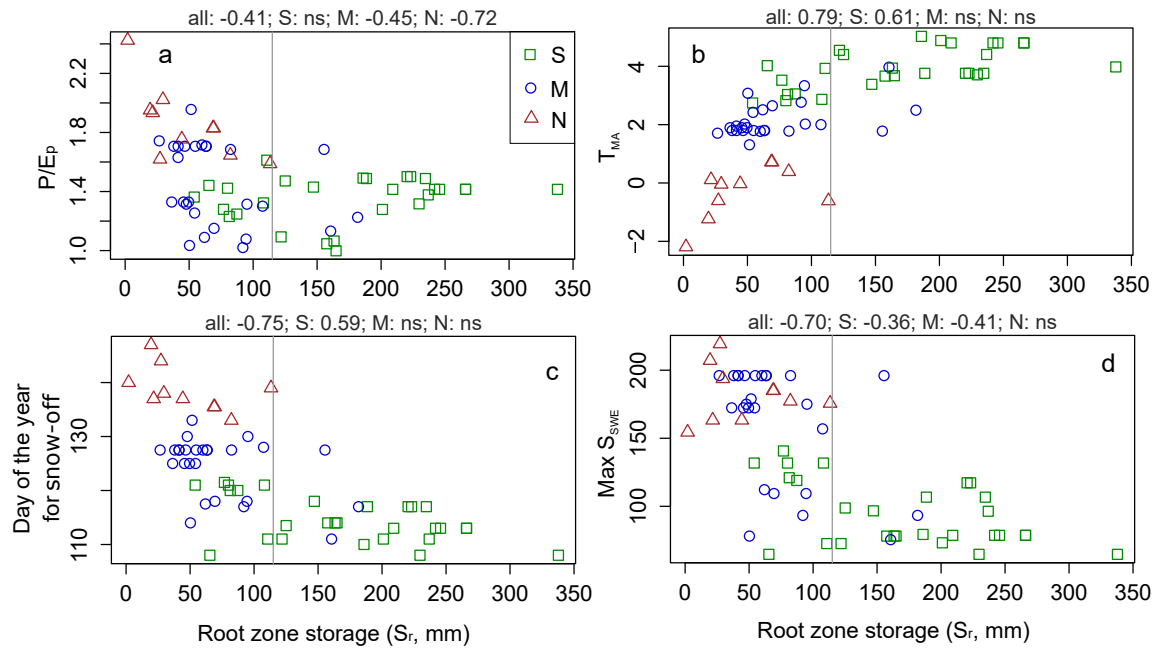 all: -0.41; S: ns; M: -0.45; N: -0.72
a
S
M
N
P/Ep
1.0 1.4 1.8 2.2
0 50 100 150 200 250 300 350
all: 0.79; S: 0.61; M: ns; N: ns
b
TMA
−2 0 2 4
0 50 100 150 200 250 300 350
all: -0.75; S: 0.59; M: ns; N: ns
c
Day of the year
for snow-off
110 130
0 50 100 150 200 250 300 350
Root zone storage (Sr, mm)
all: -0.70; S: -0.36; M: -0.41; N: ns
d
Max SSWE
100 150 200
0 50 100 150 200 250 300 350
Root zone storage (Sr, mm)